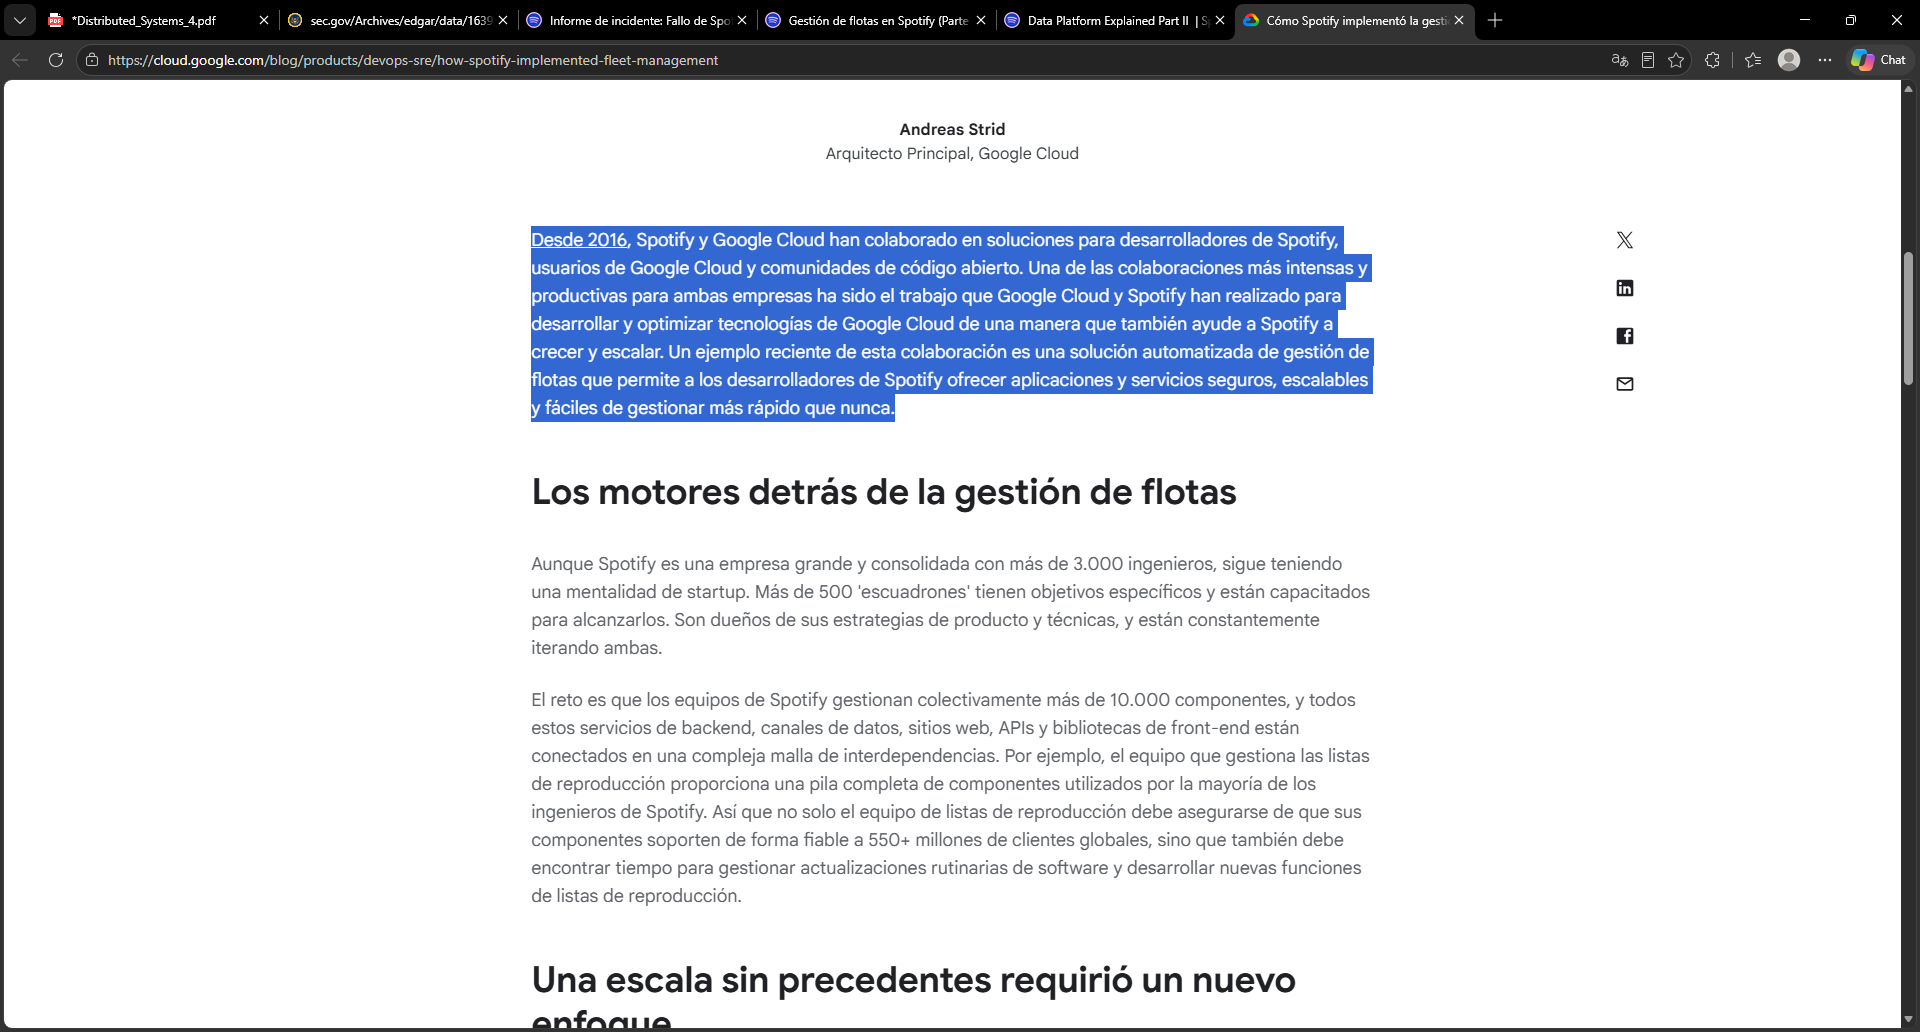 *Distributed_Systems_4.pdf
sec.gov/Archives/edgar/data/1639
Informe de incidente: Fallo de Spo
Gestión de flotas en Spotify (Parte
Data Platform Explained Part II | S
Cómo Spotify implementó la gesti
https://cloud.google.com/blog/products/devops-sre/how-spotify-implemented-fleet-management
Chat
Andreas Strid
Arquitecto Principal, Google Cloud
Desde 2016, Spotify y Google Cloud han colaborado en soluciones para desarrolladores de Spotify,
usuarios de Google Cloud y comunidades de código abierto. Una de las colaboraciones más intensas y
productivas para ambas empresas ha sido el trabajo que Google Cloud y Spotify han realizado para
desarrollar y optimizar tecnologías de Google Cloud de una manera que también ayude a Spotify a
crecer y escalar. Un ejemplo reciente de esta colaboración es una solución automatizada de gestión de
flotas que permite a los desarrolladores de Spotify ofrecer aplicaciones y servicios seguros, escalables
y fáciles de gestionar más rápido que nunca.
Los motores detrás de la gestión de flotas
Aunque Spotify es una empresa grande y consolidada con más de 3.000 ingenieros, sigue teniendo
una mentalidad de startup. Más de 500 'escuadrones' tienen objetivos específicos y están capacitados
para alcanzarlos. Son dueños de sus estrategias de producto y técnicas, y están constantemente
iterando ambas.
El reto es que los equipos de Spotify gestionan colectivamente más de 10.000 componentes, y todos
estos servicios de backend, canales de datos, sitios web, APIs y bibliotecas de front-end están
conectados en una compleja malla de interdependencias. Por ejemplo, el equipo que gestiona las listas
de reproducción proporciona una pila completa de componentes utilizados por la mayoría de los
ingenieros de Spotify. Así que no solo el equipo de listas de reproducción debe asegurarse de que sus
componentes soporten de forma fiable a 550+ millones de clientes globales, sino que también debe
encontrar tiempo para gestionar actualizaciones rutinarias de software y desarrollar nuevas funciones
de listas de reproducción.
Una escala sin precedentes requirió un nuevo
enfoque